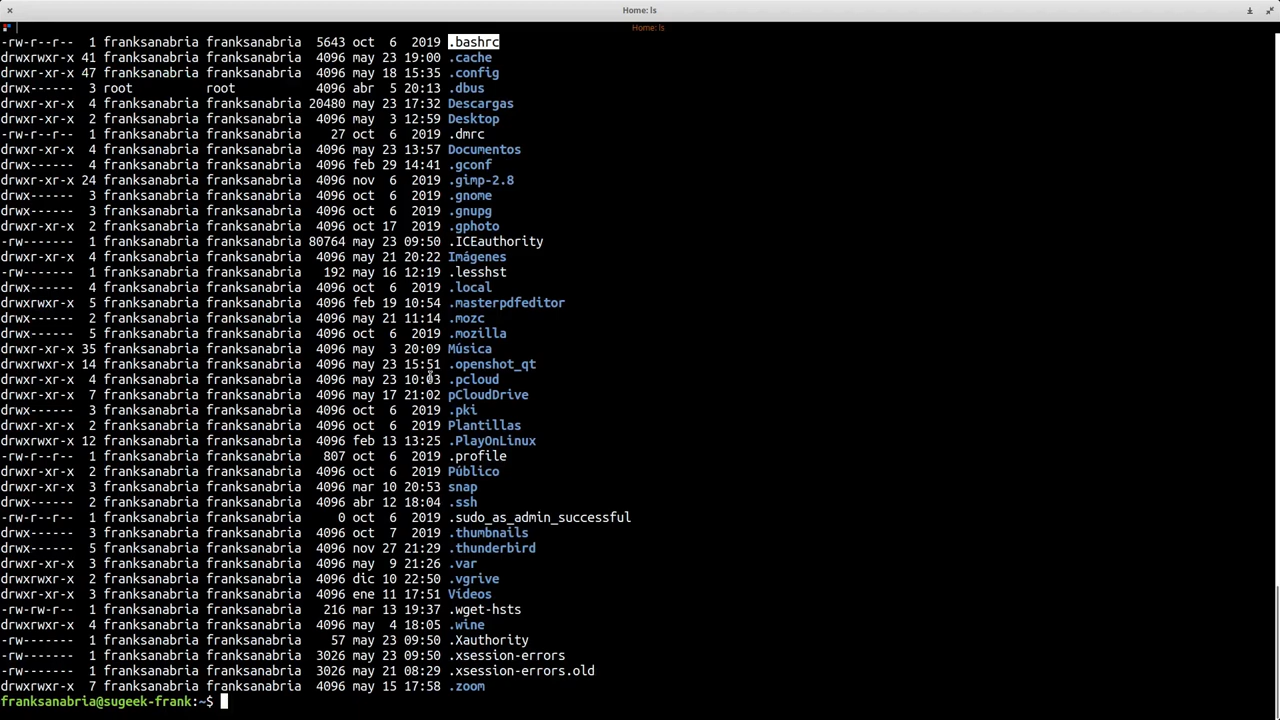 Home: ls
Home: ls
-rw-r--r-- 1 franksanabria franksanabria 5643 oct 6 2019 .bashrc
drwxrwxr-x 41 franksanabria franksanabria 4096 may 23 19:00 .cache
drwxr-xr-x 47 franksanabria franksanabria 4096 may 18 15:35 .config
drwx------ 3 root root 4096 abr 5 20:13 .dbus
drwxr-xr-x 4 franksanabria franksanabria 20480 may 23 17:32 Descargas
drwxr-xr-x 2 franksanabria franksanabria 4096 may 3 12:59 Desktop
-rw-r--r-- 1 franksanabria franksanabria 27 oct 6 2019 .dmrc
drwxr-xr-x 4 franksanabria franksanabria 4096 may 23 13:57 Documentos
drwx------ 4 franksanabria franksanabria 4096 feb 29 14:41 .gconf
drwxr-xr-x 24 franksanabria franksanabria 4096 nov 6 2019 .gimp-2.8
drwx------ 3 franksanabria franksanabria 4096 oct 6 2019 .gnome
drwx------ 3 franksanabria franksanabria 4096 oct 6 2019 .gnupg
drwxr-xr-x 2 franksanabria franksanabria 4096 oct 17 2019 .gphoto
-rw------- 1 franksanabria franksanabria 80764 may 23 09:50 .ICEauthority
drwxr-xr-x 4 franksanabria franksanabria 4096 may 21 20:22 Imágenes
-rw------- 1 franksanabria franksanabria 192 may 16 12:19 .lesshst
drwx------ 4 franksanabria franksanabria 4096 oct 6 2019 .local
drwxrwxr-x 5 franksanabria franksanabria 4096 feb 19 10:54 .masterpdfeditor
drwx------ 2 franksanabria franksanabria 4096 may 21 11:14 .mozc
drwx------ 5 franksanabria franksanabria 4096 oct 6 2019 .mozilla
drwxr-xr-x 35 franksanabria franksanabria 4096 may 3 20:09 Música
drwxrwxr-x 14 franksanabria franksanabria 4096 may 23 15:51 .openshot_qt
drwxr-xr-x 4 franksanabria franksanabria 4096 may 23 10:03 .pcloud
drwxr-xr-x 7 franksanabria franksanabria 4096 may 17 21:02 pCloudDrive
drwx------ 3 franksanabria franksanabria 4096 oct 6 2019 .pki
drwxr-xr-x 2 franksanabria franksanabria 4096 oct 6 2019 Plantillas
drwxrwxr-x 12 franksanabria franksanabria 4096 feb 13 13:25 .PlayOnLinux
-rw-r--r-- 1 franksanabria franksanabria 807 oct 6 2019 .profile
drwxr-xr-x 2 franksanabria franksanabria 4096 oct 6 2019 Público
drwxr-xr-x 3 franksanabria franksanabria 4096 mar 10 20:53 snap
drwx------ 2 franksanabria franksanabria 4096 abr 12 18:04 .ssh
-rw-r--r-- 1 franksanabria franksanabria 0 oct 6 2019 .sudo_as_admin_successful
drwx------ 3 franksanabria franksanabria 4096 oct 7 2019 .thumbnails
drwx------ 5 franksanabria franksanabria 4096 nov 27 21:29 .thunderbird
drwxr-xr-x 3 franksanabria franksanabria 4096 may 9 21:26 .var
drwxrwxr-x 2 franksanabria franksanabria 4096 dic 10 22:50 .vgrive
drwxr-xr-x 3 franksanabria franksanabria 4096 ene 11 17:51 Vídeos
-rw-rw-r-- 1 franksanabria franksanabria 216 mar 13 19:37 .wget-hsts
drwxrwxr-x 4 franksanabria franksanabria 4096 may 4 18:05 .wine
-rw------- 1 franksanabria franksanabria 57 may 23 09:50 .Xauthority
-rw------- 1 franksanabria franksanabria 3026 may 23 09:50 .xsession-errors
-rw------- 1 franksanabria franksanabria 3026 may 21 08:29 .xsession-errors.old
drwxrwxr-x 7 franksanabria franksanabria 4096 may 15 17:58 .zoom
franksanabria@sugeek-frank:~$